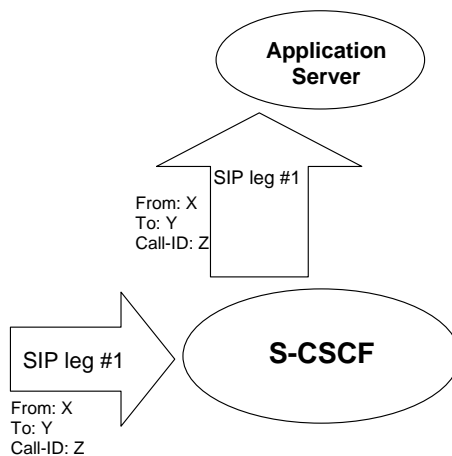 Application
Server
SIP leg #1
From: X
To: Y
Call-ID: Z
S-CSCF
SIP leg #1
From: X
To: Y
Call-ID: Z